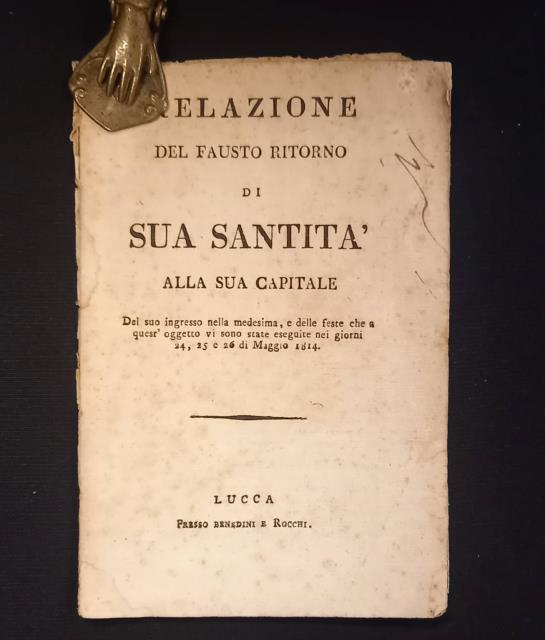 RELAZIONE
DEL FAUSTO RITORNO
DI
SUA SANTITA'
ALLA SUA CAPITALE
Del suo ingresso nella medesima, e delle feste che a
quest' oggetto vi sono state eseguite nei giorni
24, 25 e 26 di Maggio 1814.
LUCCA
PRESSO BENEDINI E ROCCHI.